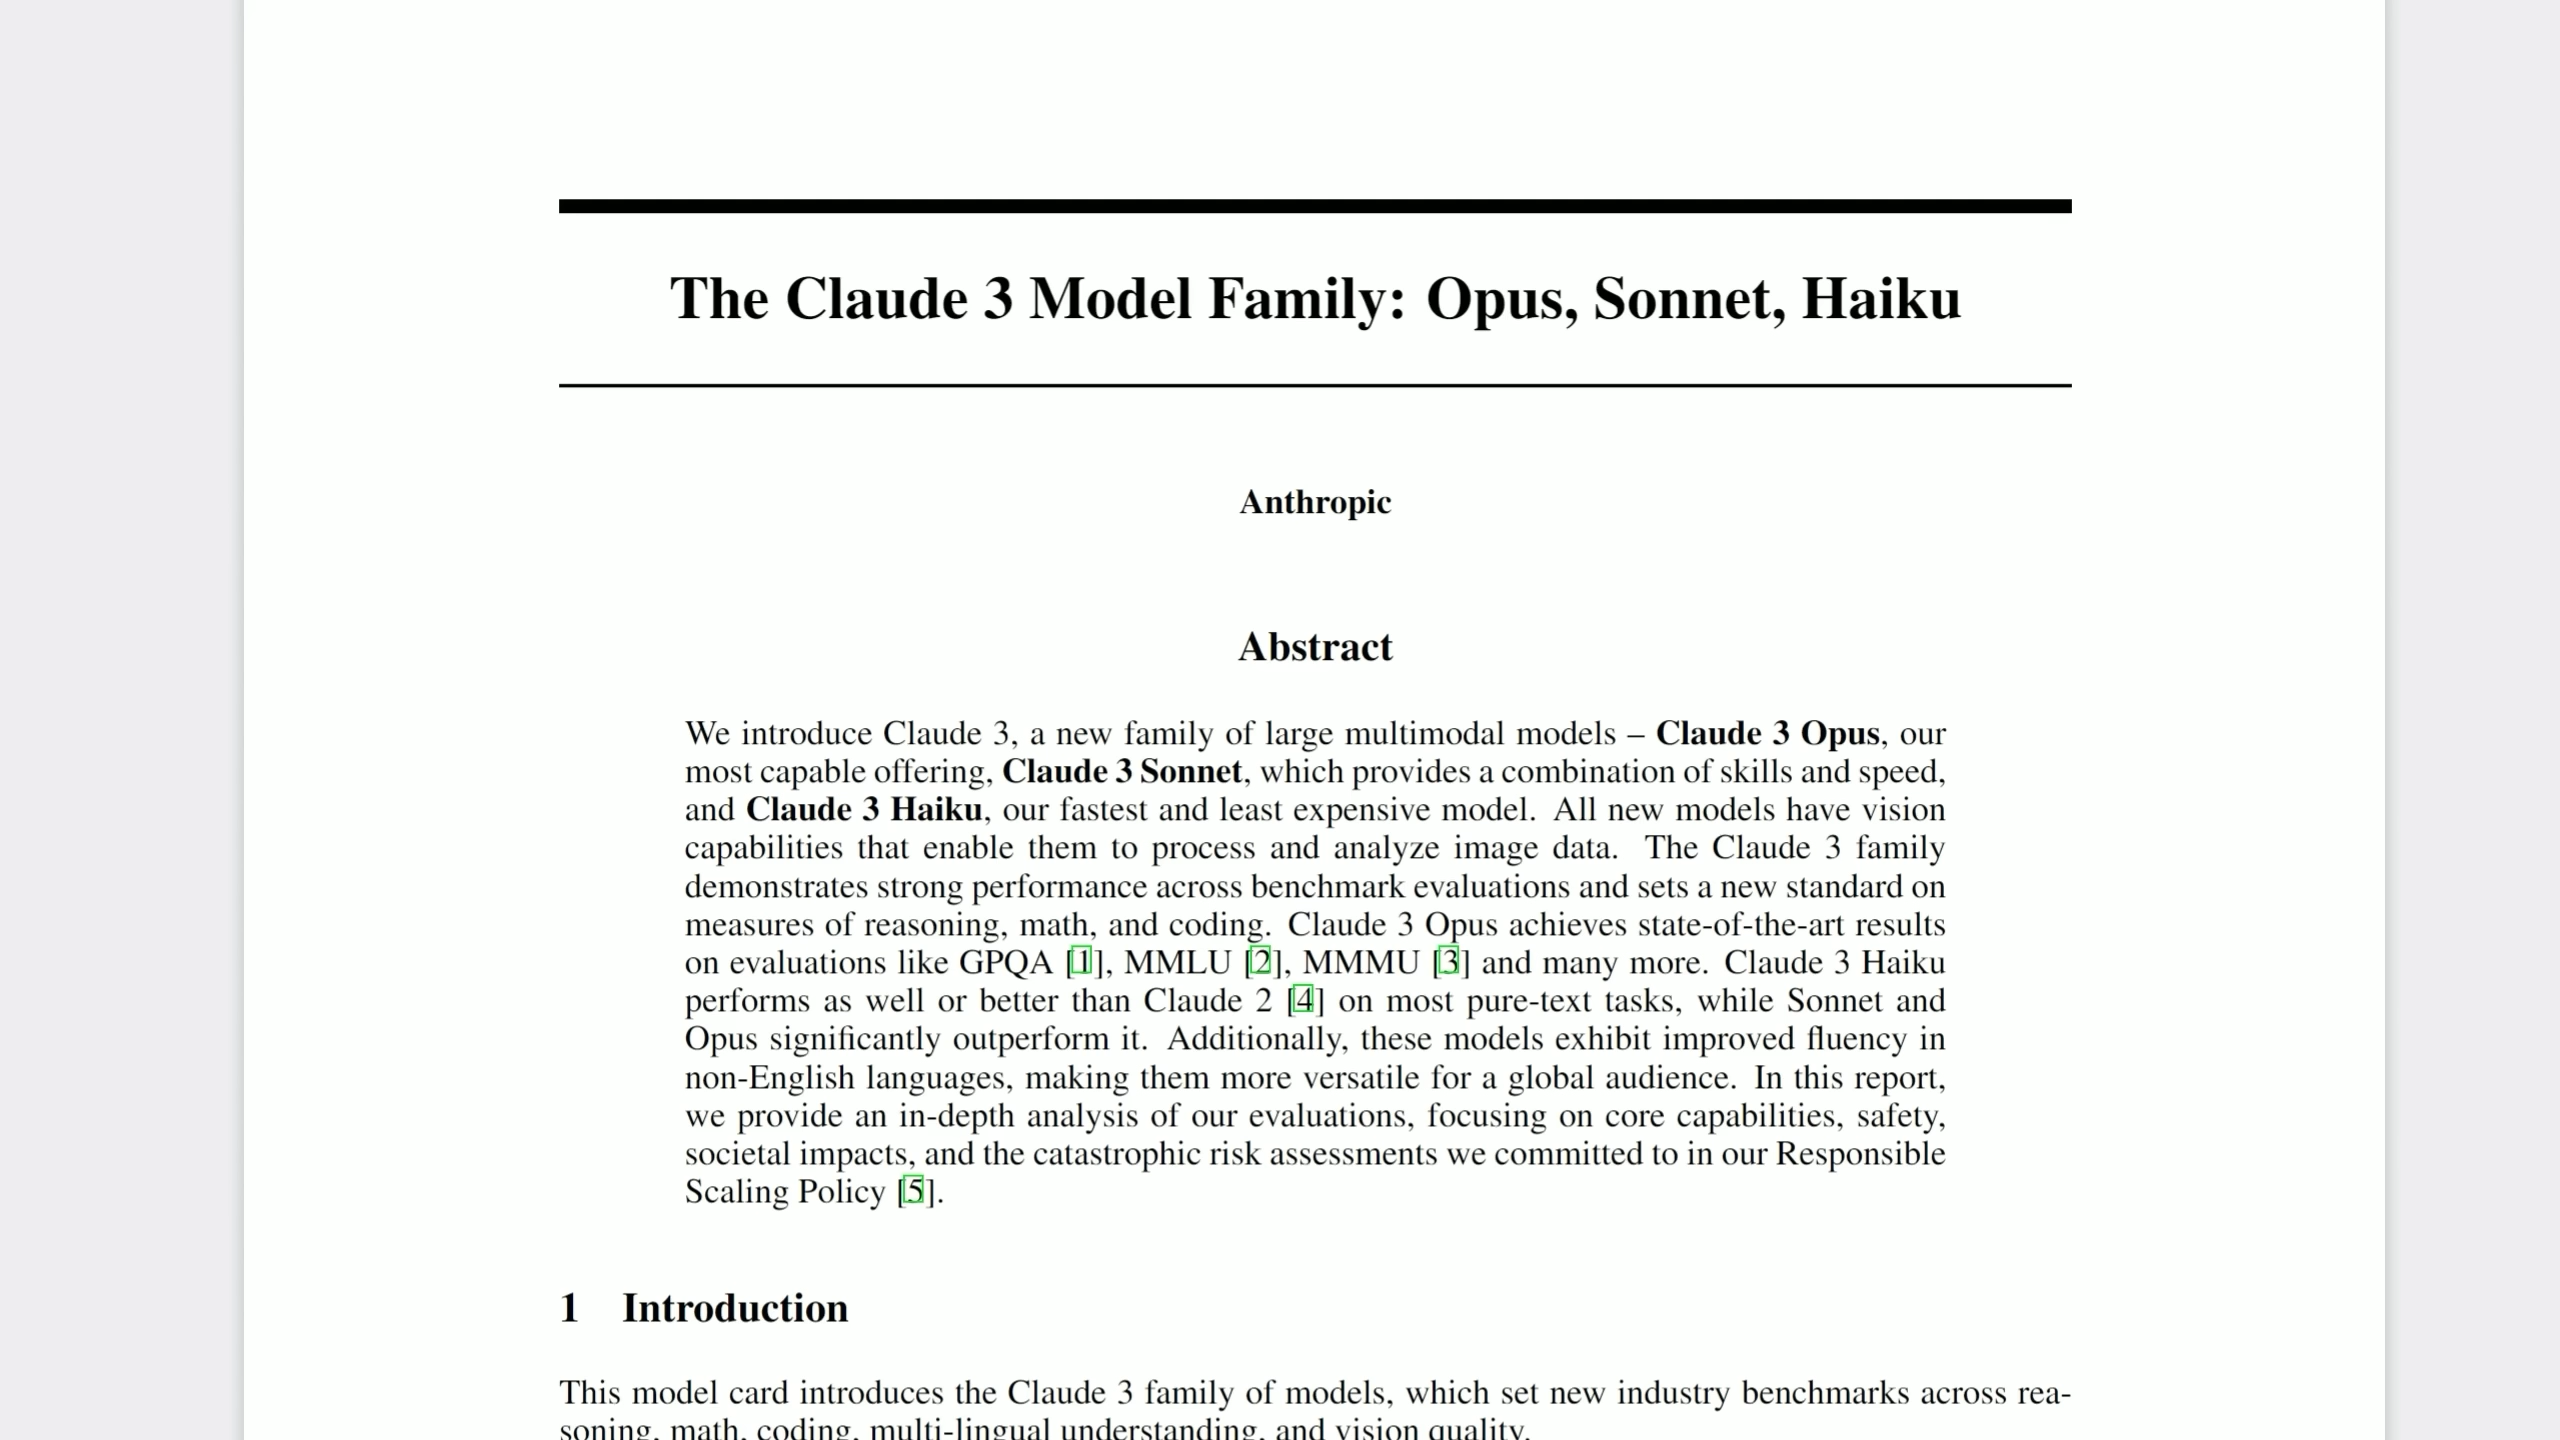 The Claude 3 Model Family: Opus, Sonnet, Haiku
Anthropic
Abstract
We introduce Claude 3, a new family of large multimodal models – Claude 3 Opus, our
most capable offering, Claude 3 Sonnet, which provides a combination of skills and speed,
and Claude 3 Haiku, our fastest and least expensive model. All new models have vision
capabilities that enable them to process and analyze image data. The Claude 3 family
demonstrates strong performance across benchmark evaluations and sets a new standard on
measures of reasoning, math, and coding. Claude 3 Opus achieves state-of-the-art results
on evaluations like GPQA [1], MMLU [2], MMMU [3] and many more. Claude 3 Haiku
performs as well or better than Claude 2 [4] on most pure-text tasks, while Sonnet and
Opus significantly outperform it. Additionally, these models exhibit improved fluency in
non-English languages, making them more versatile for a global audience. In this report,
we provide an in-depth analysis of our evaluations, focusing on core capabilities, safety,
societal impacts, and the catastrophic risk assessments we committed to in our Responsible
Scaling Policy [5].
1 Introduction
This model card introduces the Claude 3 family of models, which set new industry benchmarks across rea-
soning, math, coding, multi-lingual understanding, and vision quality.